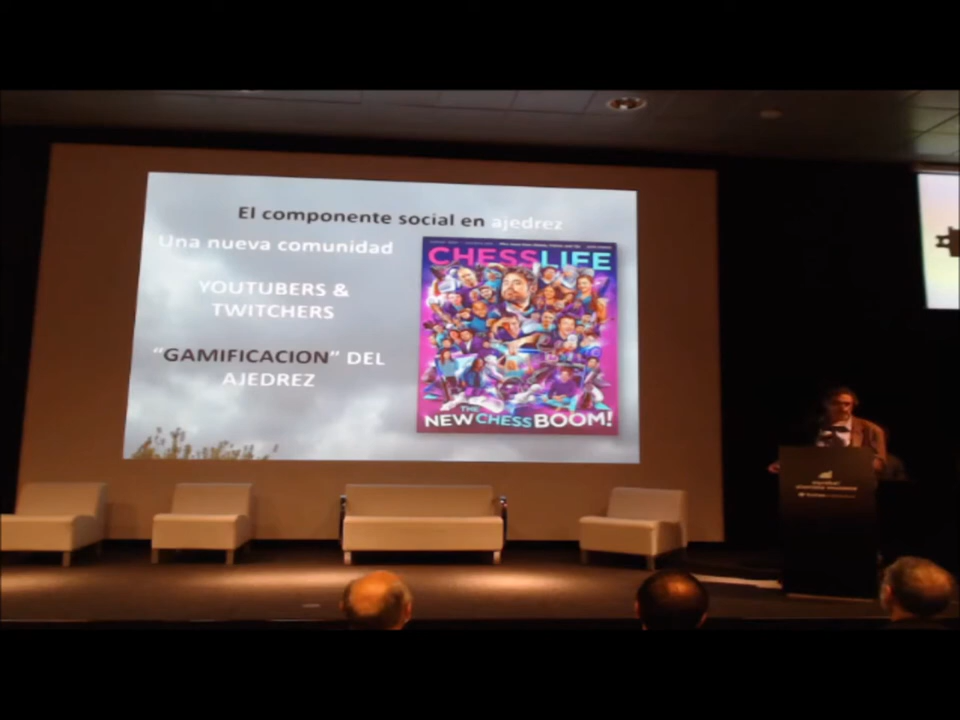 El componente social en ajedrez
Una nueva comunidad
YOUTUBERS &
TWITCHERS
“GAMIFICACION” DEL
AJEDREZ
CHESSLIFE
THE
NEW CHESS BOOM!